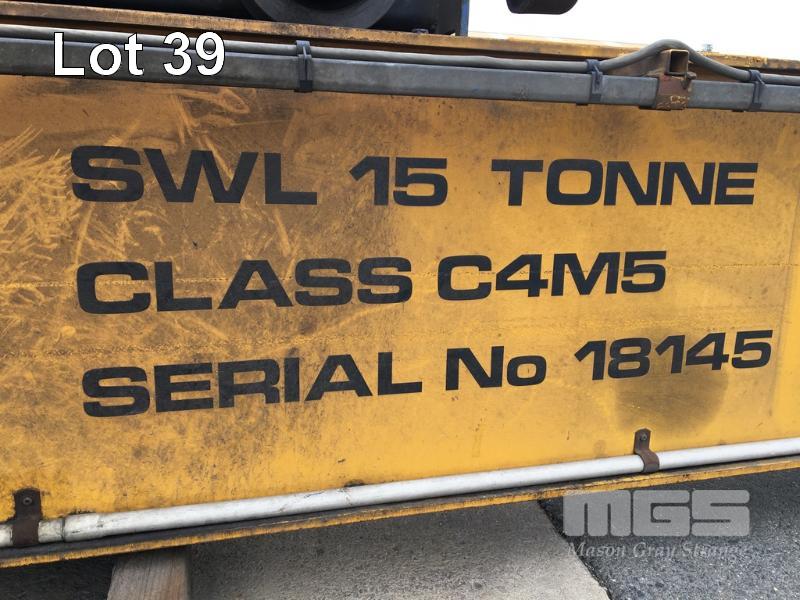 Lot 39
SWL 15 TONNE
CLASS C4M5
SERIAL No 18145
MGS
Mason Gray Strange